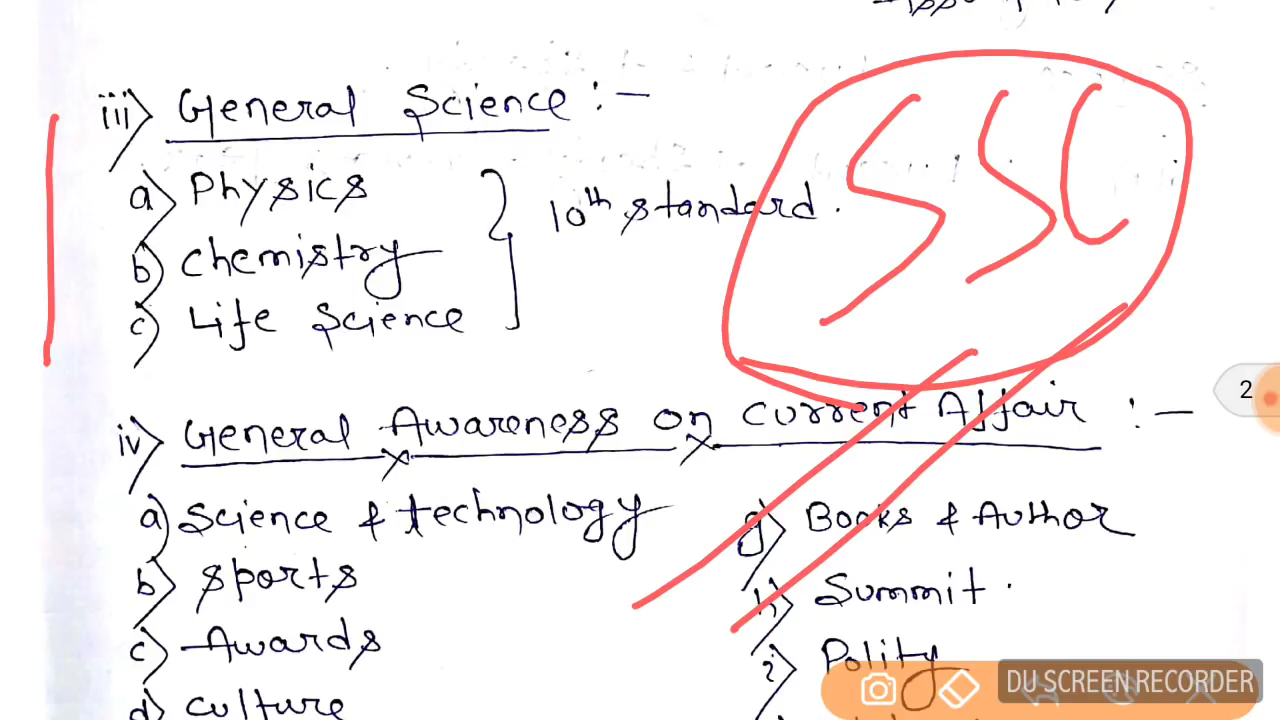 iii) General Science :-
a) Physics
b) chemistry
c) Life Science
10th standard.
SSC
iv) General Awareness on Current Affair :-
a) Science & technology
b) sports
c) Awards
d) culture
g) Books & Author
h) Summit.
i) Polity
2
DU SCREEN RECORDER